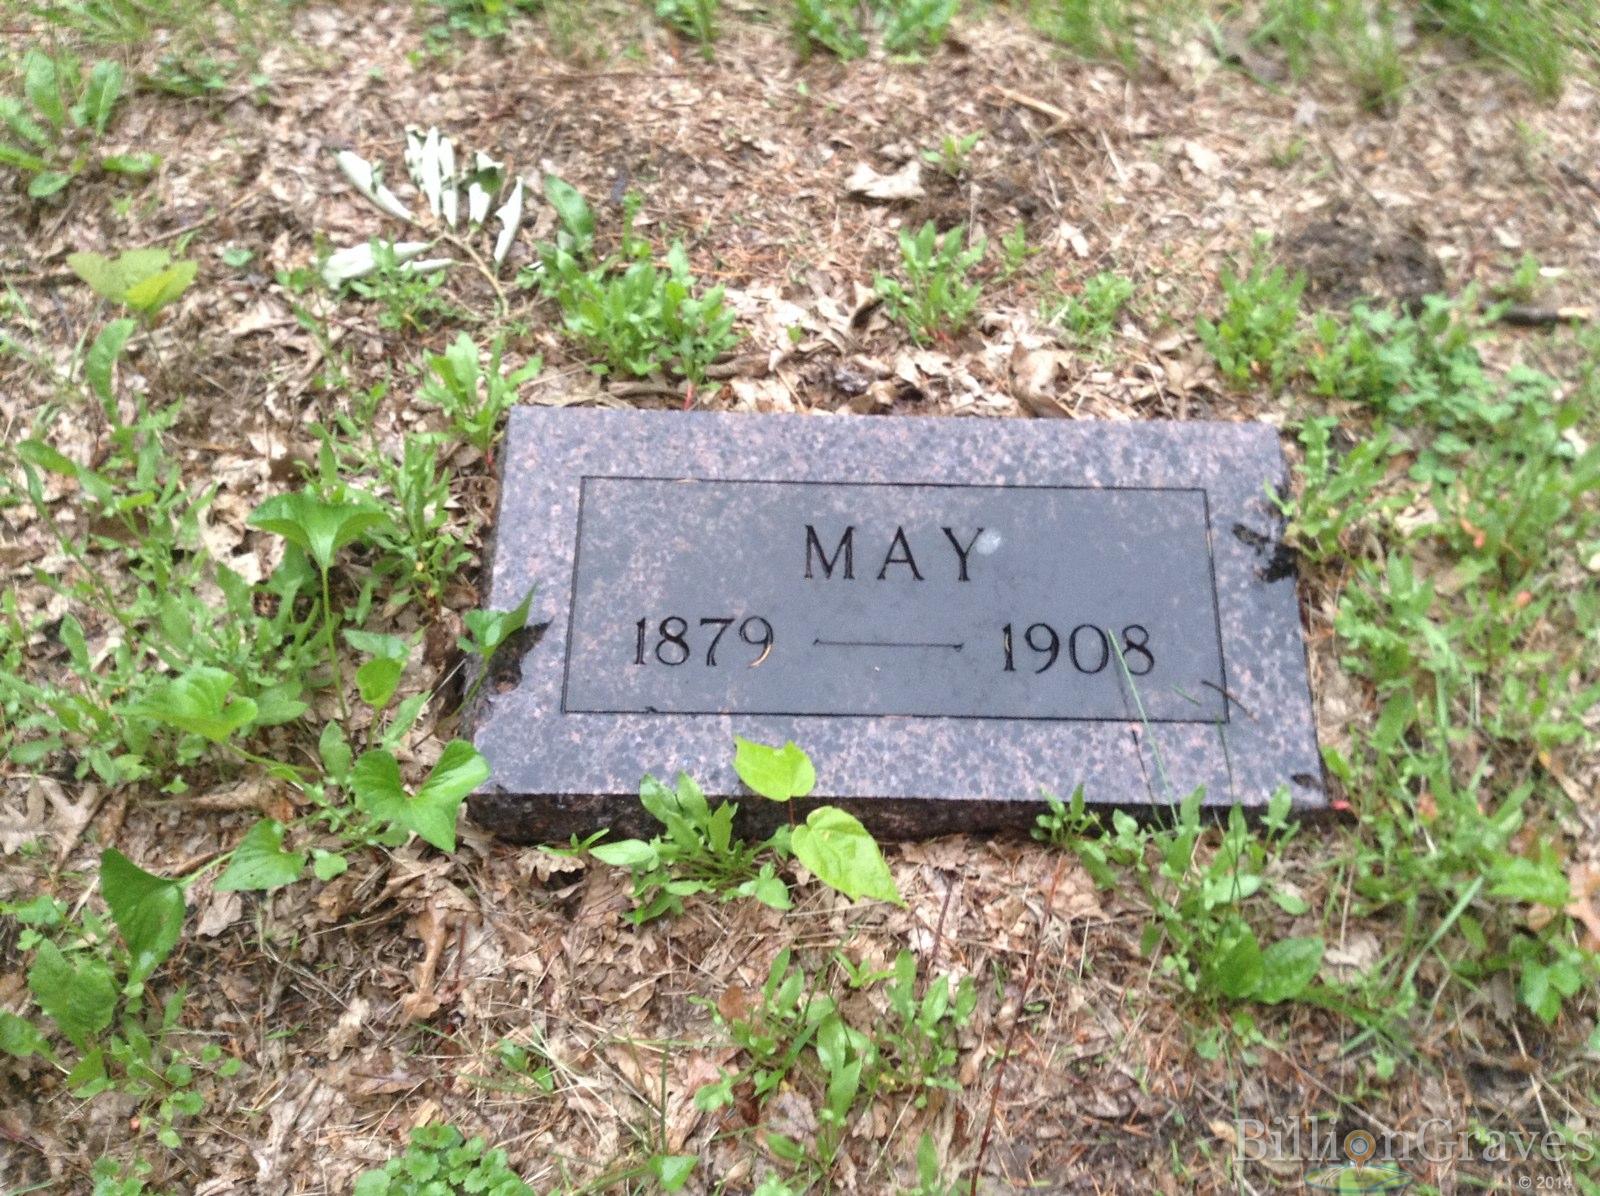 MAY
1879 — 1908
BillionGraves
© 2014